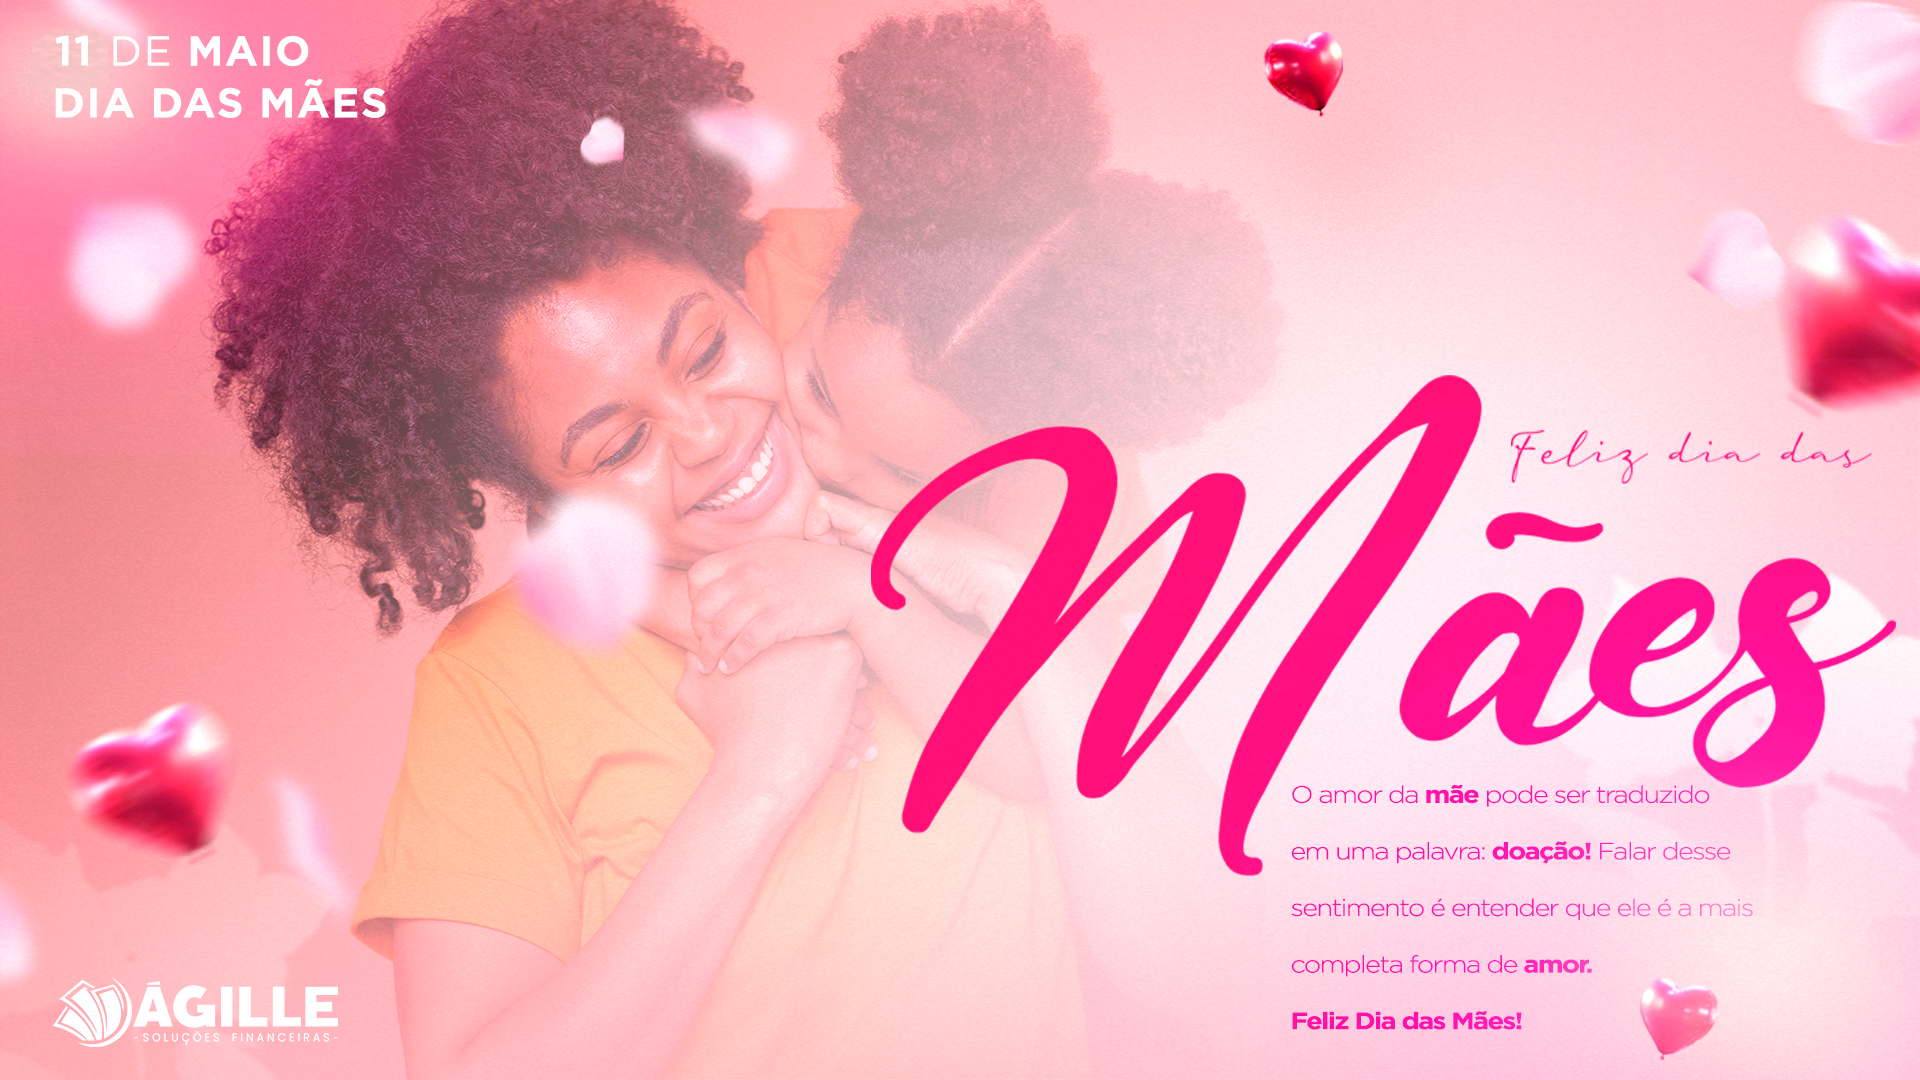 11 DE MAIO
DIA DAS MÃES
Feliz dia das
Mães
O amor da mãe pode ser traduzido
em uma palavra: doação! Falar desse
sentimento é entender que ele é a mais
completa forma de amor.
Feliz Dia das Mães!
ÁGILLE
-SOLUÇÕES FINANCEIRAS-